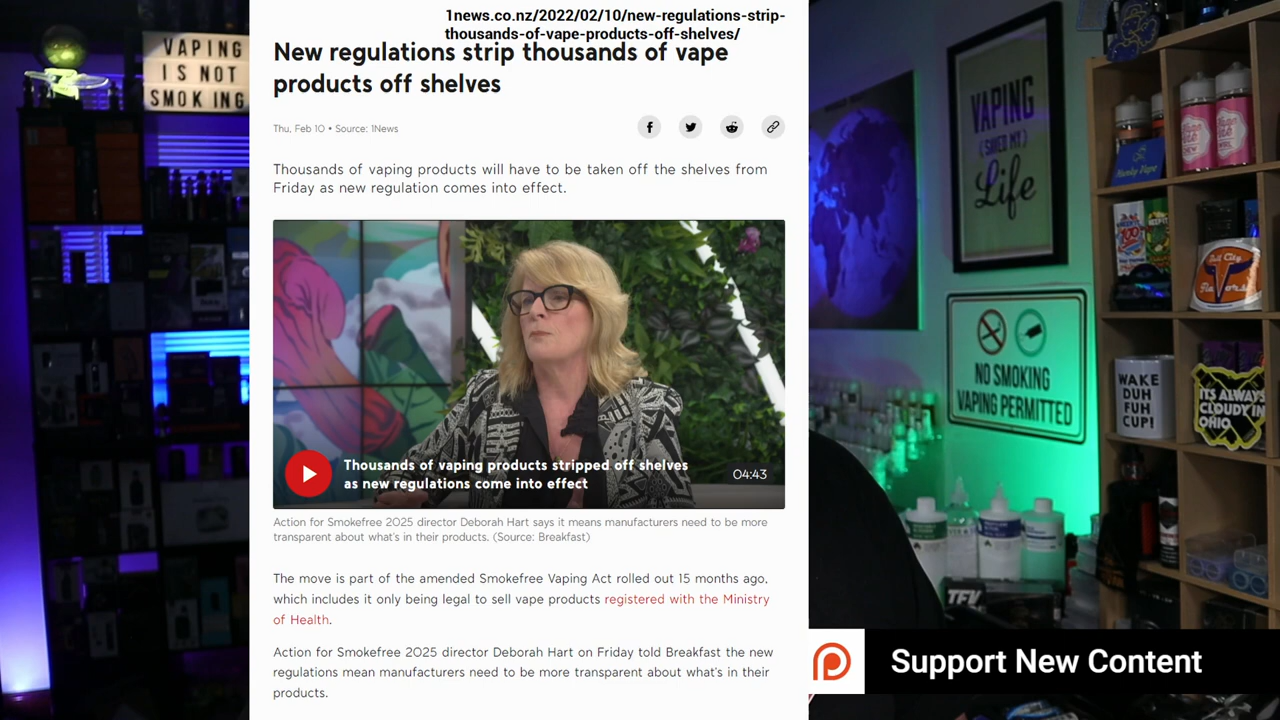 1news.co.nz/2022/02/10/new-regulations-strip-
thousands-of-vape-products-off-shelves/
New regulations strip thousands of vape
products off shelves
Thu, Feb 10 • Source: 1News
Thousands of vaping products will have to be taken off the shelves from
Friday as new regulation comes into effect.
Thousands of vaping products stripped off shelves
as new regulations come into effect
04:43
Action for Smokefree 2025 director Deborah Hart says it means manufacturers need to be more
transparent about what's in their products. (Source: Breakfast)
The move is part of the amended Smokefree Vaping Act rolled out 15 months ago,
which includes it only being legal to sell vape products registered with the Ministry
of Health.
Action for Smokefree 2025 director Deborah Hart on Friday told Breakfast the new
regulations mean manufacturers need to be more transparent about what's in their
products.
VAPING
IS NOT
SMOKING
VAPING
(SAVED MY)
Life
NO SMOKING
VAPING PERMITTED
WAKE
DUH
FUH
CUP!
ITS ALWAYS
CLOUDY IN
OHIO
Bull City
Flavors
Humby Vape
100
TFV
Support New Content